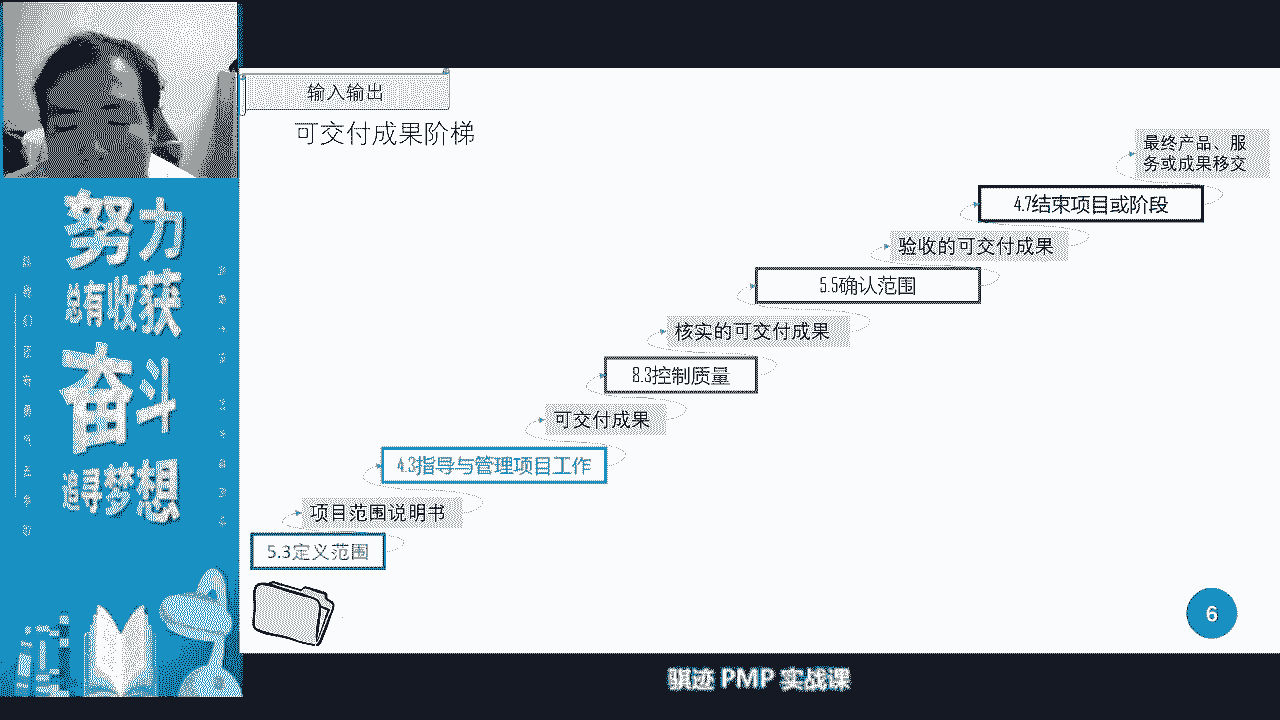 输入输出
可交付成果阶梯
最终产品、服
务或成果移交
4.7结束项目或阶段
验收的可交付成果
5.5确认范围
核实的可交付成果
8.3控制质量
可交付成果
4.3指导与管理项目工作
项目范围说明书
5.3定义范围
6
努力
总有收获
奋斗
追寻梦想
骐迹 PMP 实战课